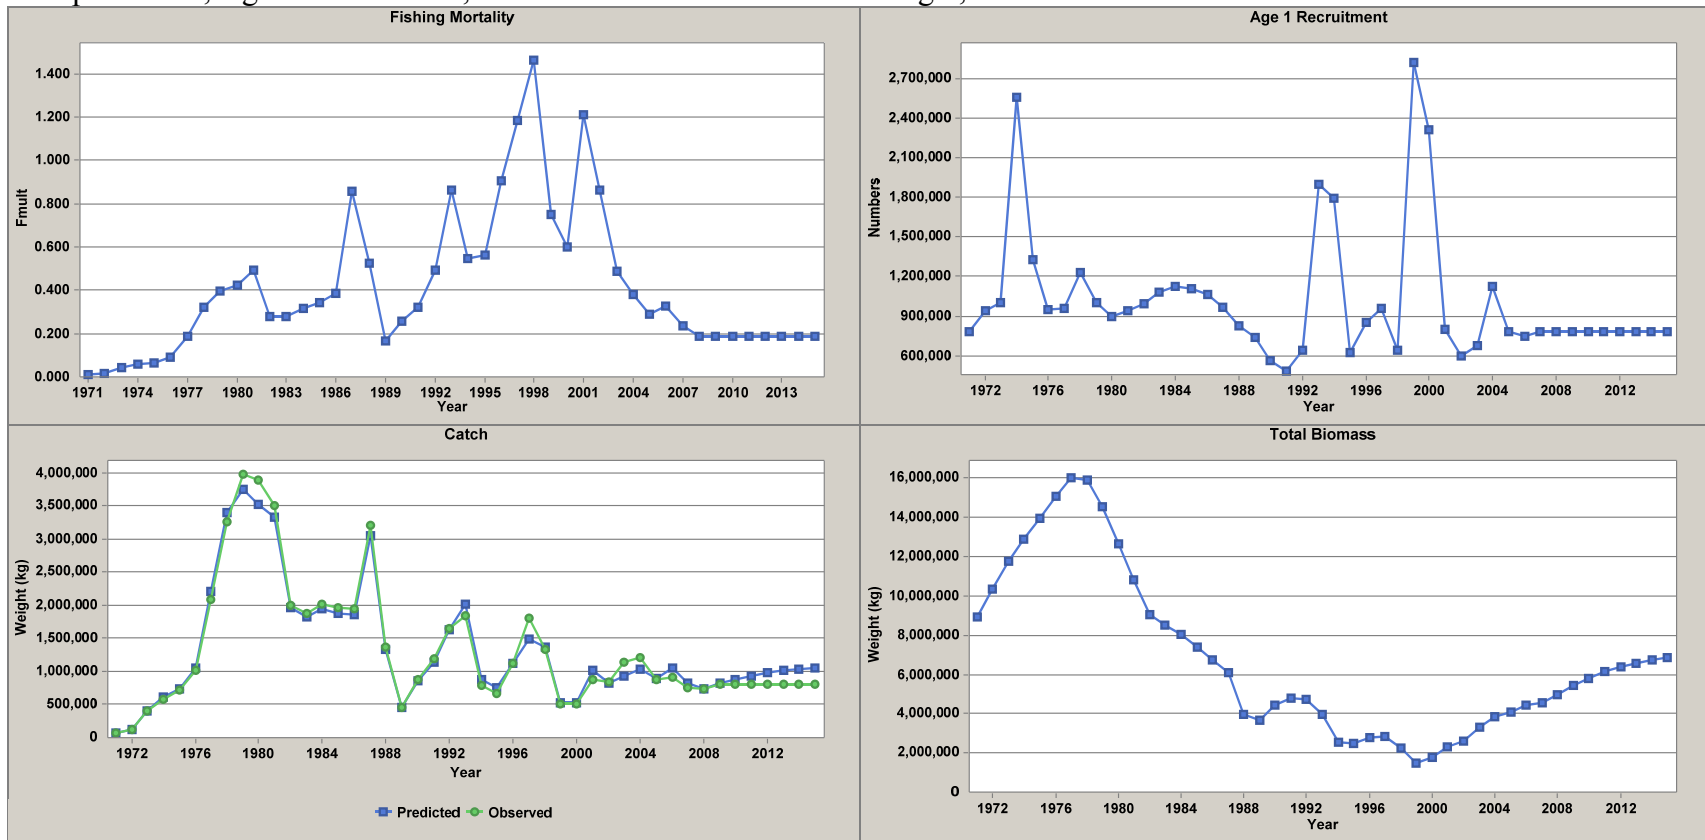 Fishing Mortality
1.400
1.200
1.000
0.800
0.600
0.400
0.200
0.000
Fmult
1971 1974 1977 1980 1983 1986 1989 1992 1995 1998 2001 2004 2007 2010 2013
Year
Age 1 Recruitment
2,700,000
2,400,000
2,100,000
1,800,000
1,500,000
1,200,000
900,000
600,000
Numbers
1972 1976 1980 1984 1988 1992 1996 2000 2004 2008 2012
Year
Catch
4,000,000
3,500,000
3,000,000
2,500,000
2,000,000
1,500,000
1,000,000
500,000
0
Weight (kg)
1972 1976 1980 1984 1988 1992 1996 2000 2004 2008 2012
Year
Predicted Observed
Total Biomass
16,000,000
14,000,000
12,000,000
10,000,000
8,000,000
6,000,000
4,000,000
2,000,000
0
Weight (kg)
1972 1976 1980 1984 1988 1992 1996 2000 2004 2008 2012
Year